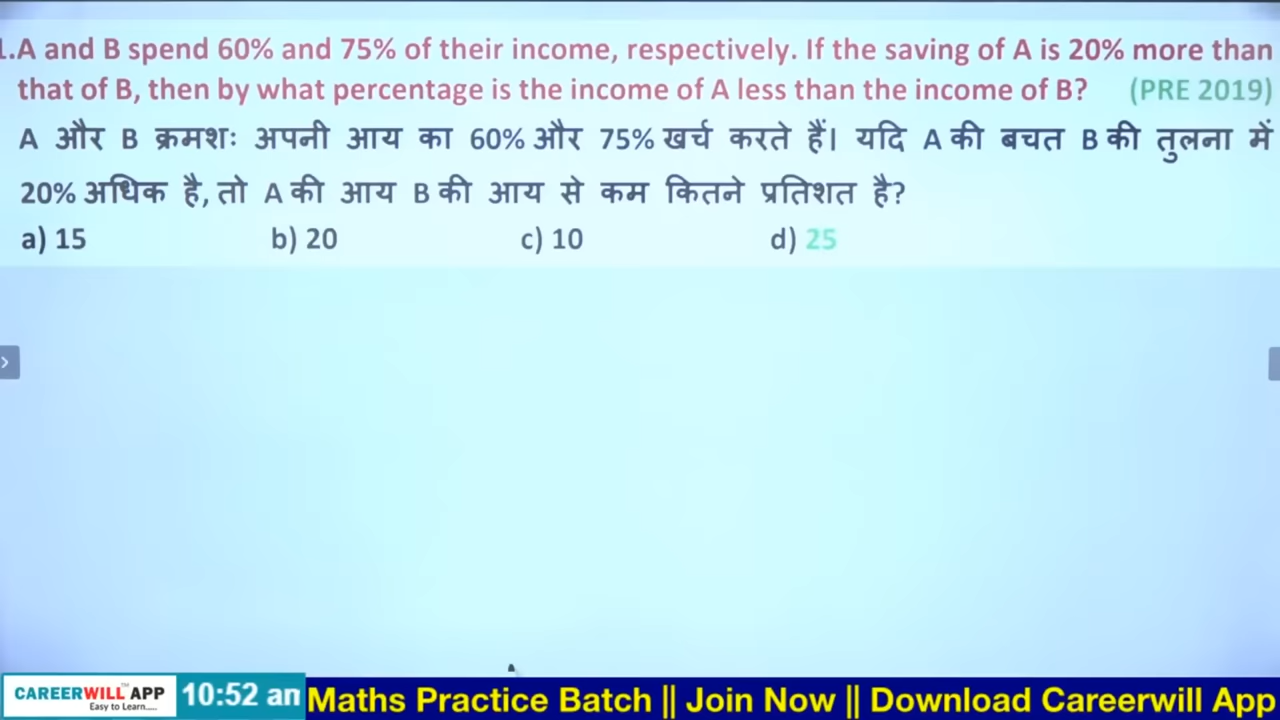 1.A and B spend 60% and 75% of their income, respectively. If the saving of A is 20% more than
that of B, then by what percentage is the income of A less than the income of B? (PRE 2019)
A और B क्रमशः अपनी आय का 60% और 75% खर्च करते हैं। यदि A की बचत B की तुलना में
20% अधिक है, तो A की आय B की आय से कम कितने प्रतिशत है?
a) 15 b) 20 c) 10 d) 25
CAREERWILL APP
TM
Easy to Learn.....
10:52 am
Maths Practice Batch || Join Now || Download Careerwill App